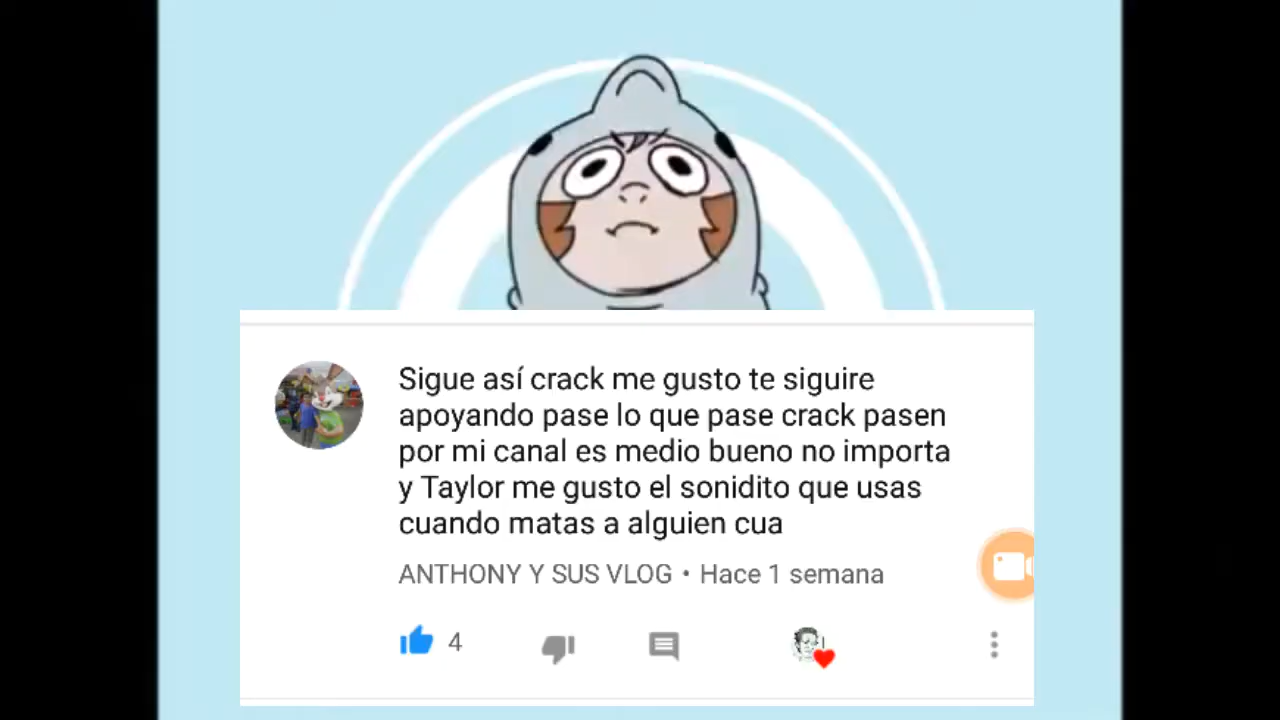 Sigue así crack me gusto te siguire
apoyando pase lo que pase crack pasen
por mi canal es medio bueno no importa
y Taylor me gusto el sonidito que usas
cuando matas a alguien cua
ANTHONY Y SUS VLOG • Hace 1 semana
4